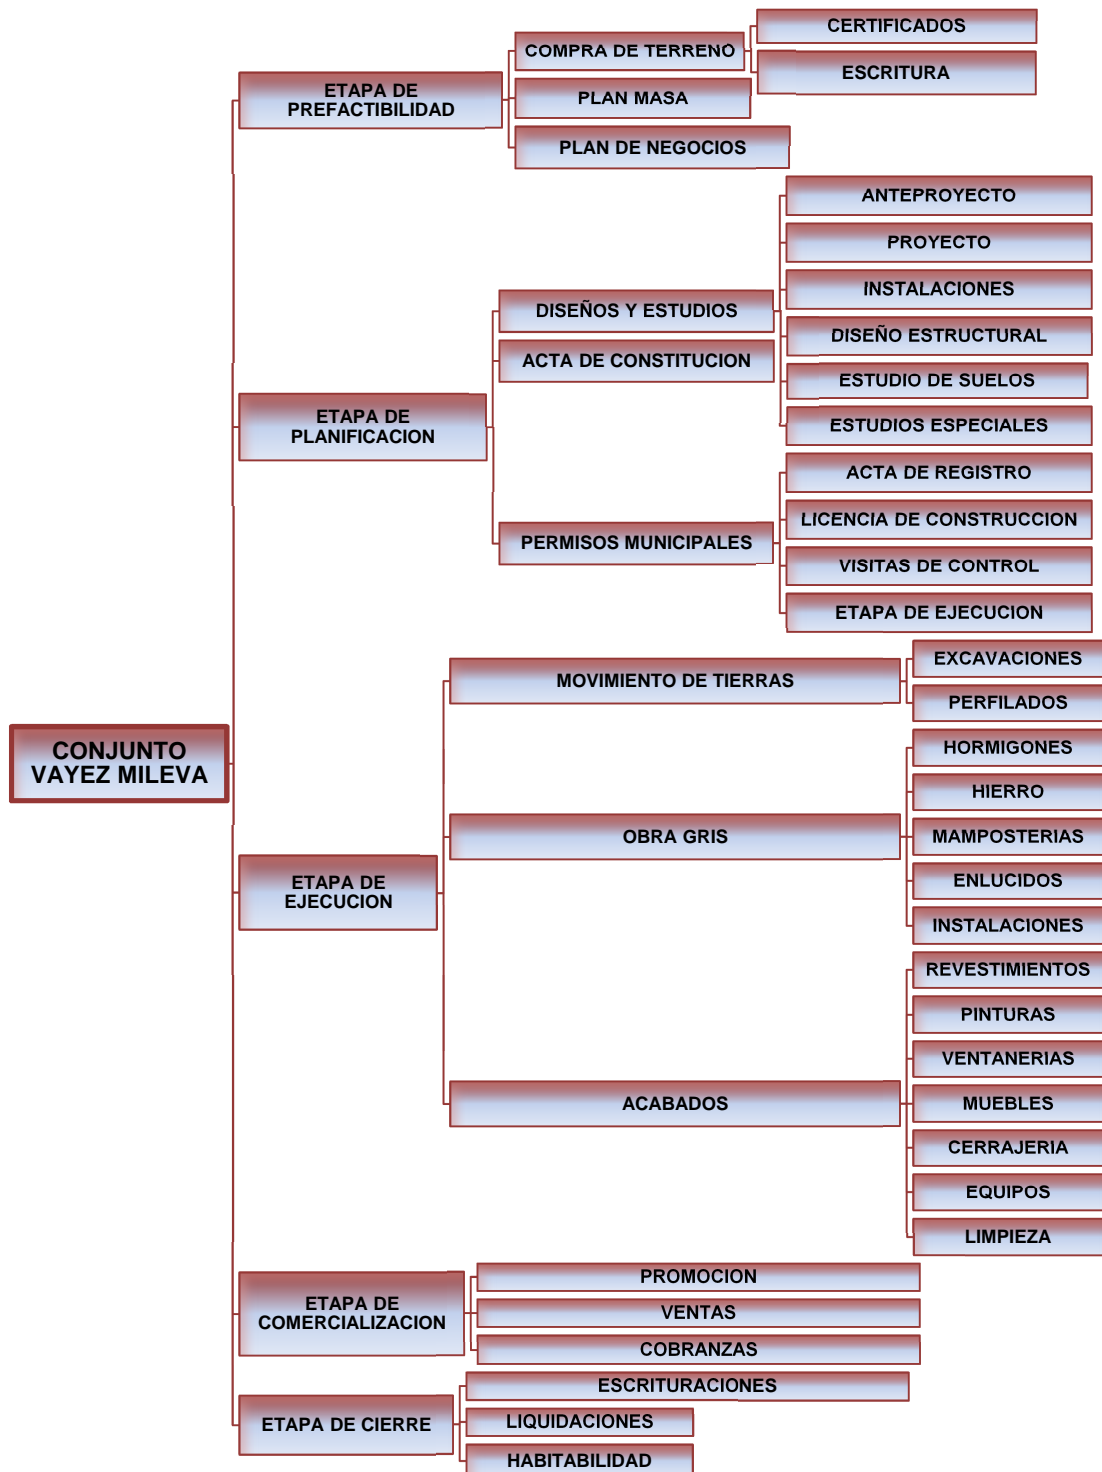 CONJUNTO
VAYEZ MILEVA
ETAPA DE
PREFACTIBILIDAD
COMPRA DE TERRENO
CERTIFICADOS
ESCRITURA
PLAN MASA
PLAN DE NEGOCIOS
ETAPA DE
PLANIFICACION
DISEÑOS Y ESTUDIOS
ANTEPROYECTO
PROYECTO
INSTALACIONES
DISEÑO ESTRUCTURAL
ESTUDIO DE SUELOS
ESTUDIOS ESPECIALES
ACTA DE CONSTITUCION
PERMISOS MUNICIPALES
ACTA DE REGISTRO
LICENCIA DE CONSTRUCCION
VISITAS DE CONTROL
ETAPA DE EJECUCION
ETAPA DE
EJECUCION
MOVIMIENTO DE TIERRAS
EXCAVACIONES
PERFILADOS
OBRA GRIS
HORMIGONES
HIERRO
MAMPOSTERIAS
ENLUCIDOS
INSTALACIONES
ACABADOS
REVESTIMIENTOS
PINTURAS
VENTANERIAS
MUEBLES
CERRAJERIA
EQUIPOS
LIMPIEZA
ETAPA DE
COMERCIALIZACION
PROMOCION
VENTAS
COBRANZAS
ETAPA DE CIERRE
ESCRITURACIONES
LIQUIDACIONES
HABITABILIDAD